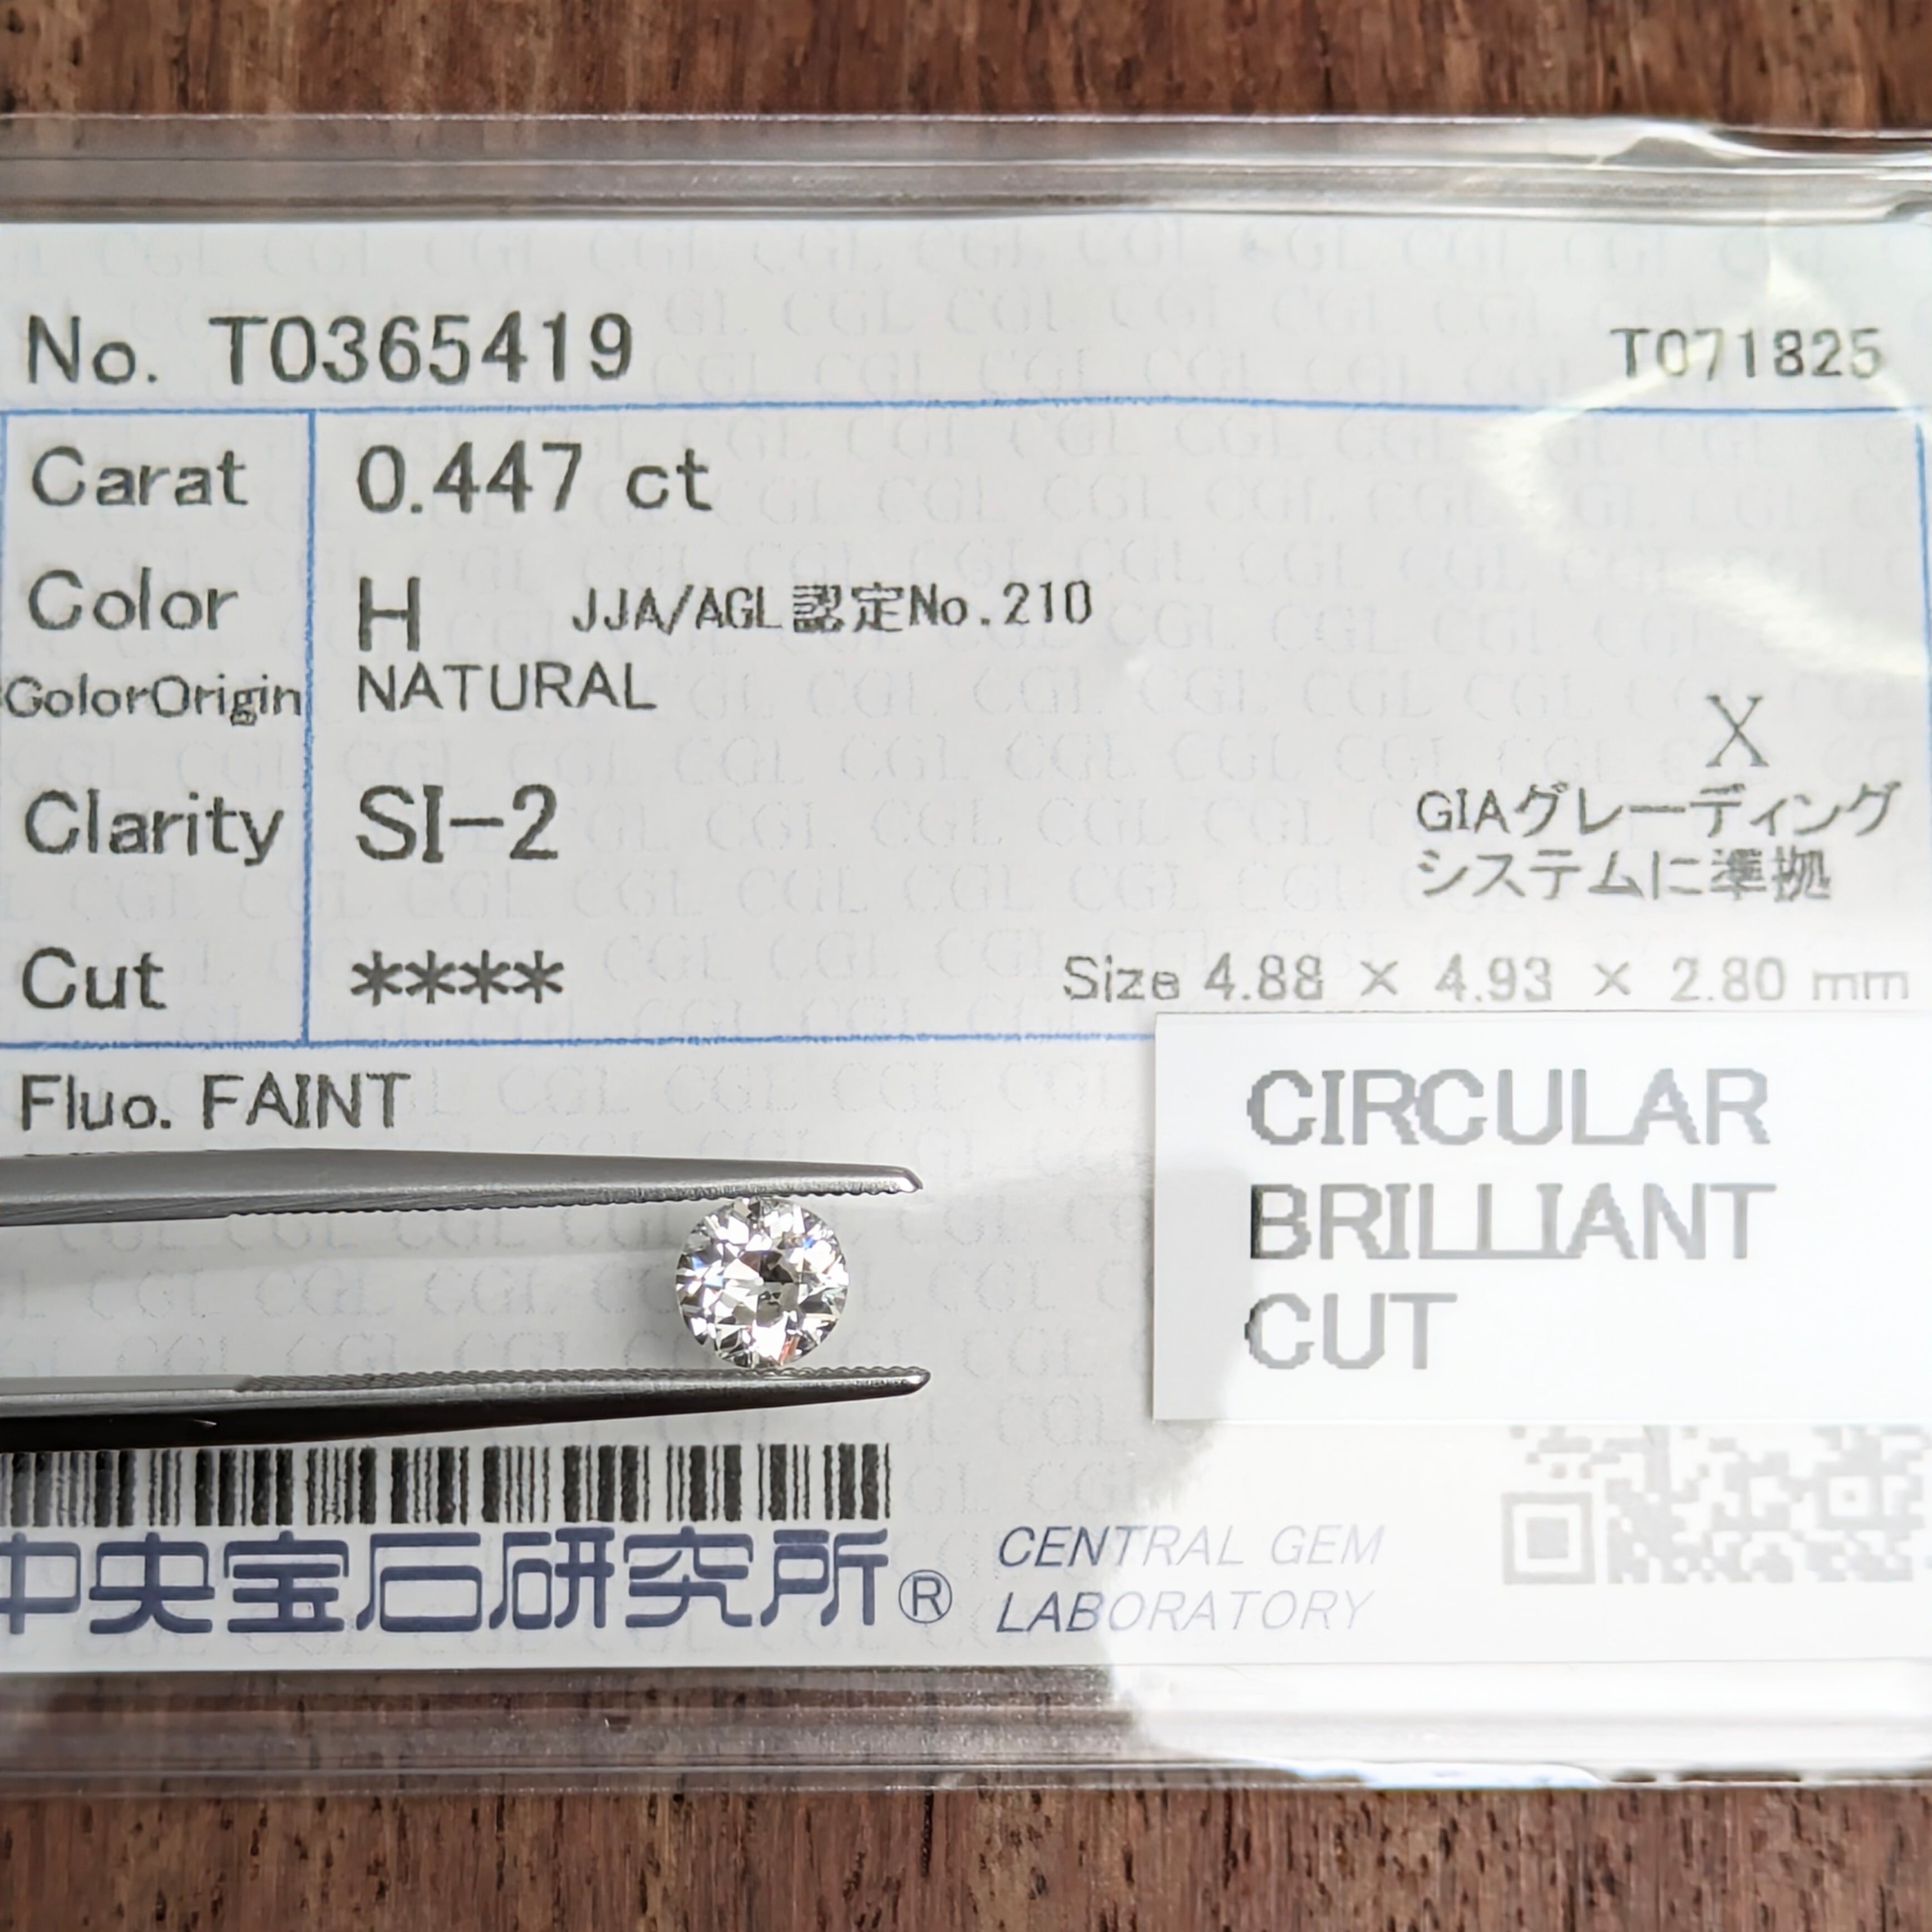 No. T0365419 T071825
Carat 0.447 ct
Color H JJA/AGL認定No.210
ColorOrigin NATURAL
X
Clarity SI-2 GIAグレーディング
システムに準拠
Cut ****
Size 4.88 × 4.93 × 2.80 mm
Fluo. FAINT
CIRCULAR
BRILLIANT
CUT
中央宝石研究所® CENTRAL GEM
LABORATORY